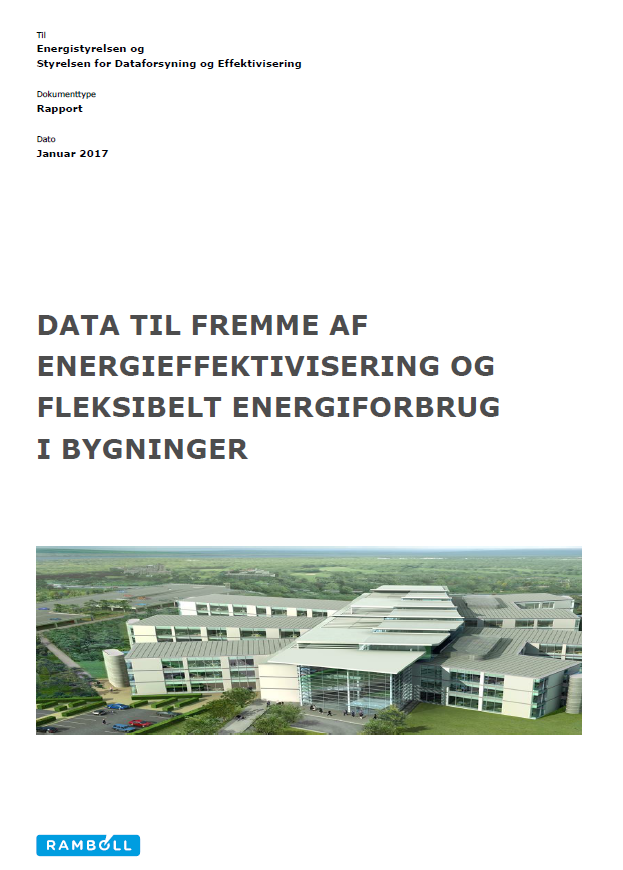 Til
Energistyrelsen og
Styrelsen for Dataforsyning og Effektivisering
Dokumenttype
Rapport
Dato
Januar 2017
DATA TIL FREMME AF
ENERGIEFFEKTIVISERING OG
FLEKSIBELT ENERGIFORBRUG
I BYGNINGER
RAMBOLL